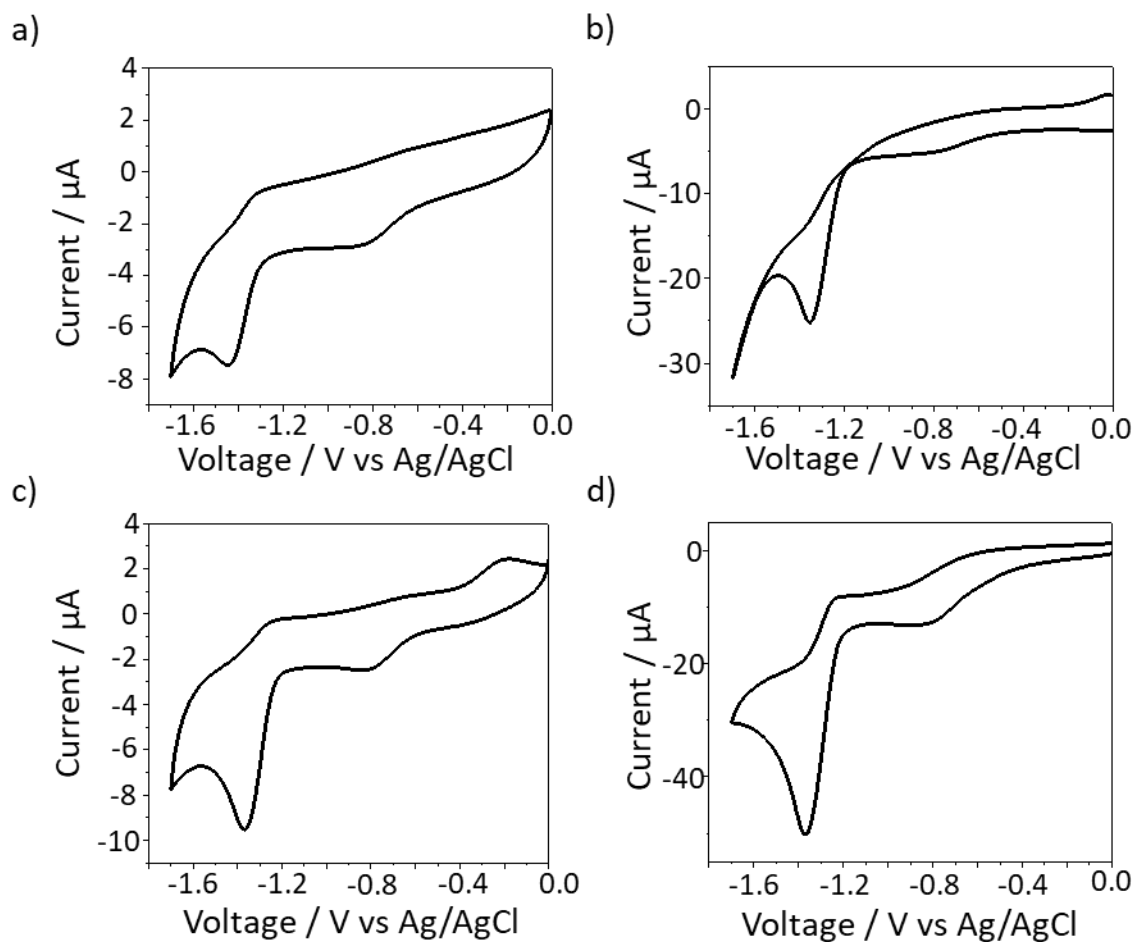 a)
4
2
0
-2
-4
-6
-8
Current / µA
-1.6 -1.2 -0.8 -0.4 0.0
Voltage / V vs Ag/AgCl
b)
0
-10
-20
-30
Current / µA
-1.6 -1.2 -0.8 -0.4 0.0
Voltage / V vs Ag/AgCl
c)
4
2
0
-2
-4
-6
-8
-10
Current / µA
-1.6 -1.2 -0.8 -0.4 0.0
Voltage / V vs Ag/AgCl
d)
0
-20
-40
Current / µA
-1.6 -1.2 -0.8 -0.4 0.0
Voltage / V vs Ag/AgCl